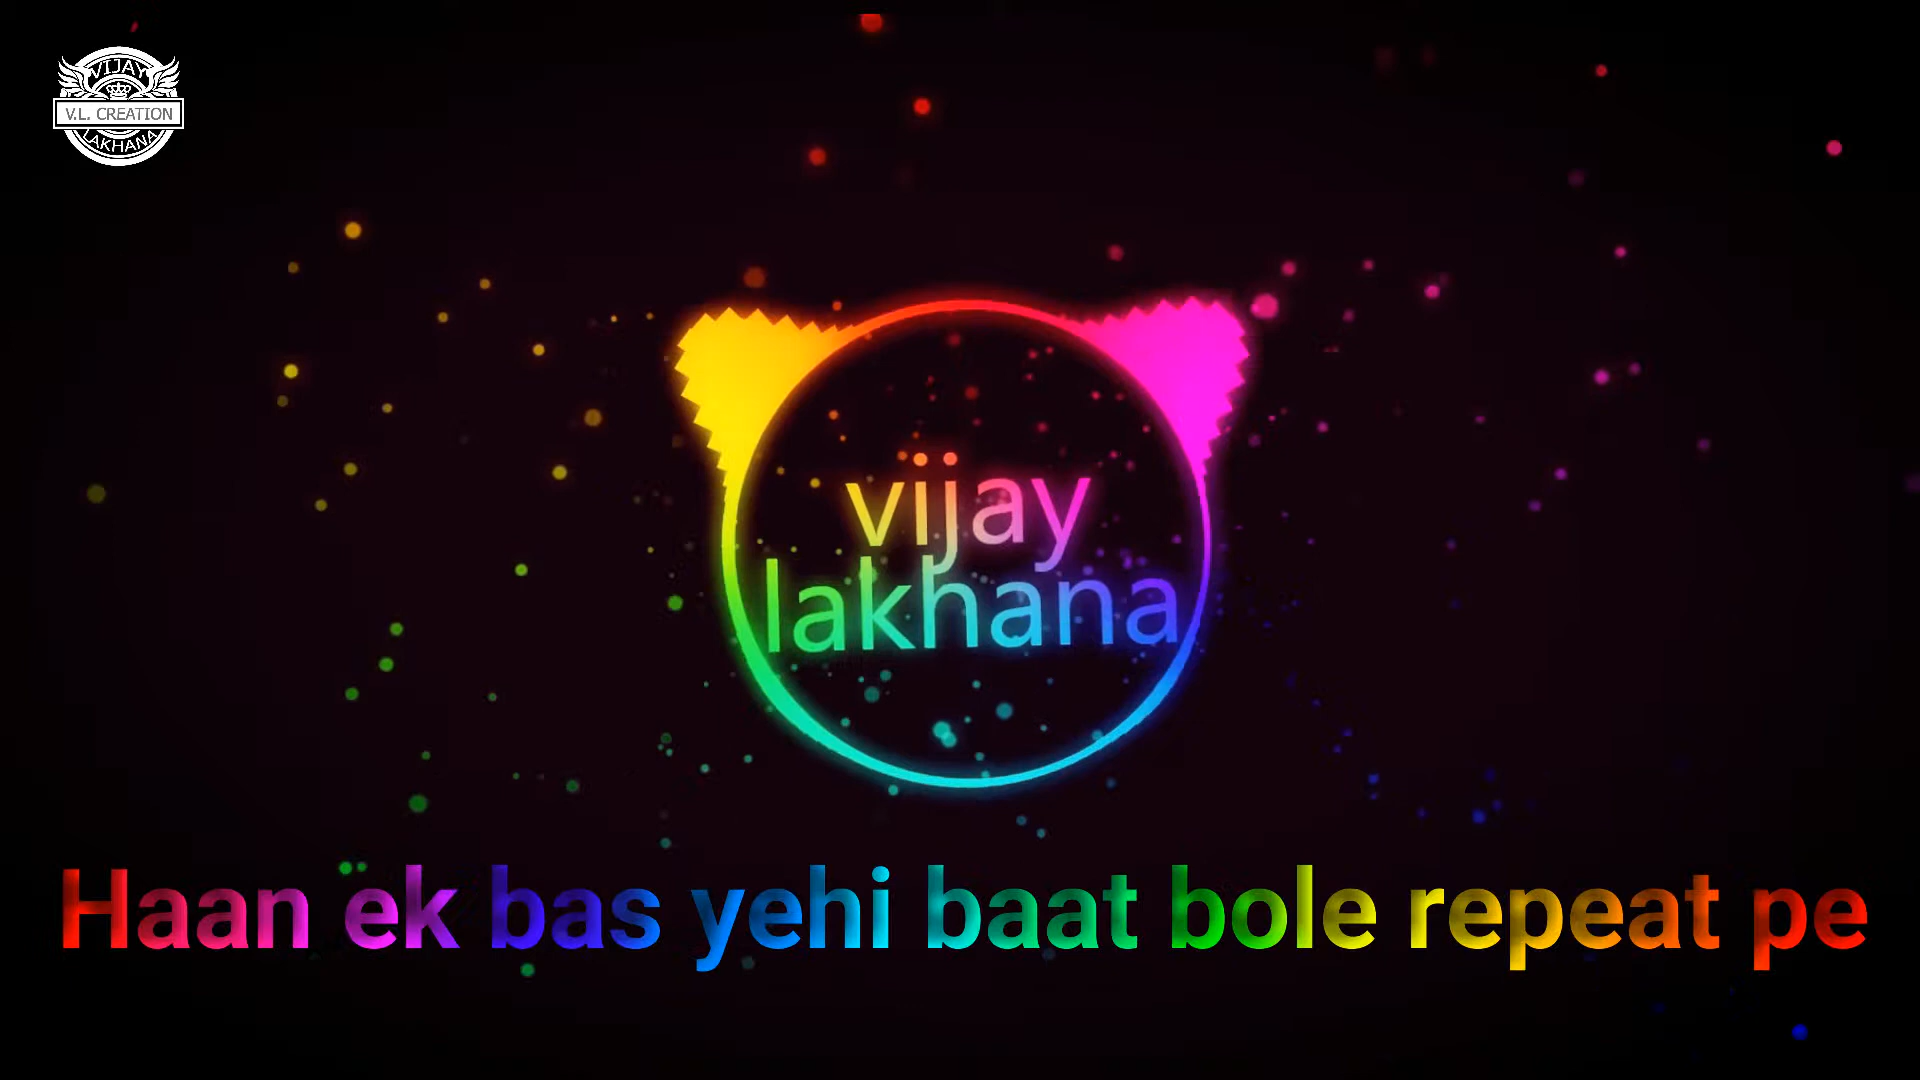 VIJAY
V.L. CREATION
LAKHANA
vijay
lakhana
Haan ek bas yehi baat bole repeat pe